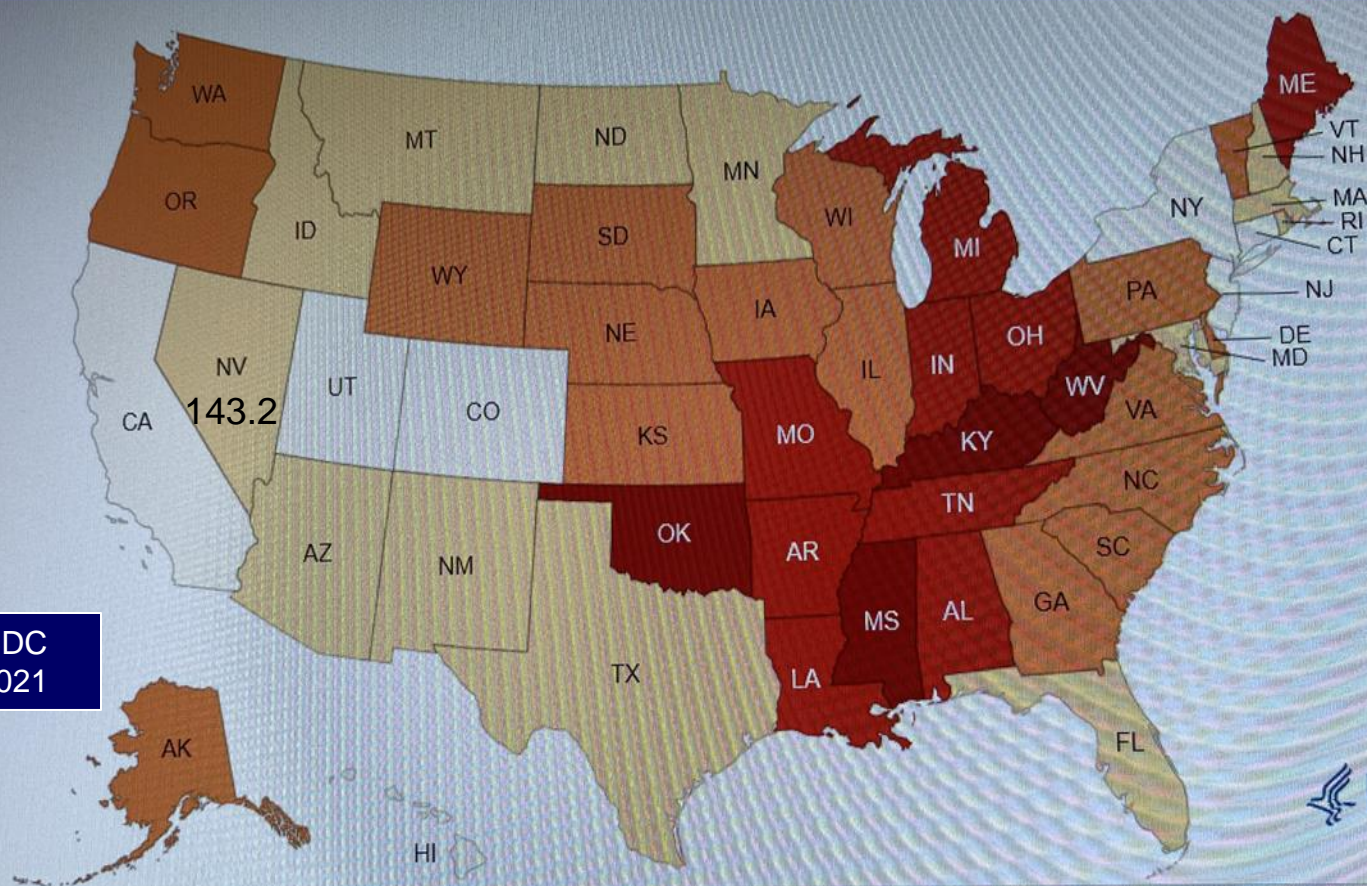 WA
ME
MT
ND
VT
MN
NH
OR
MA
NY
RI
ID
WI
SD
CT
MI
WY
PA
NJ
IA
NE
OH
DE
MD
NV
IN
IL
UT
WV
143.2
CO
VA
CA
KS
MO
KY
NC
TN
OK
SC
AZ
AR
NM
GA
AL
MS
DC
021
TX
LA
FL
AK
HI